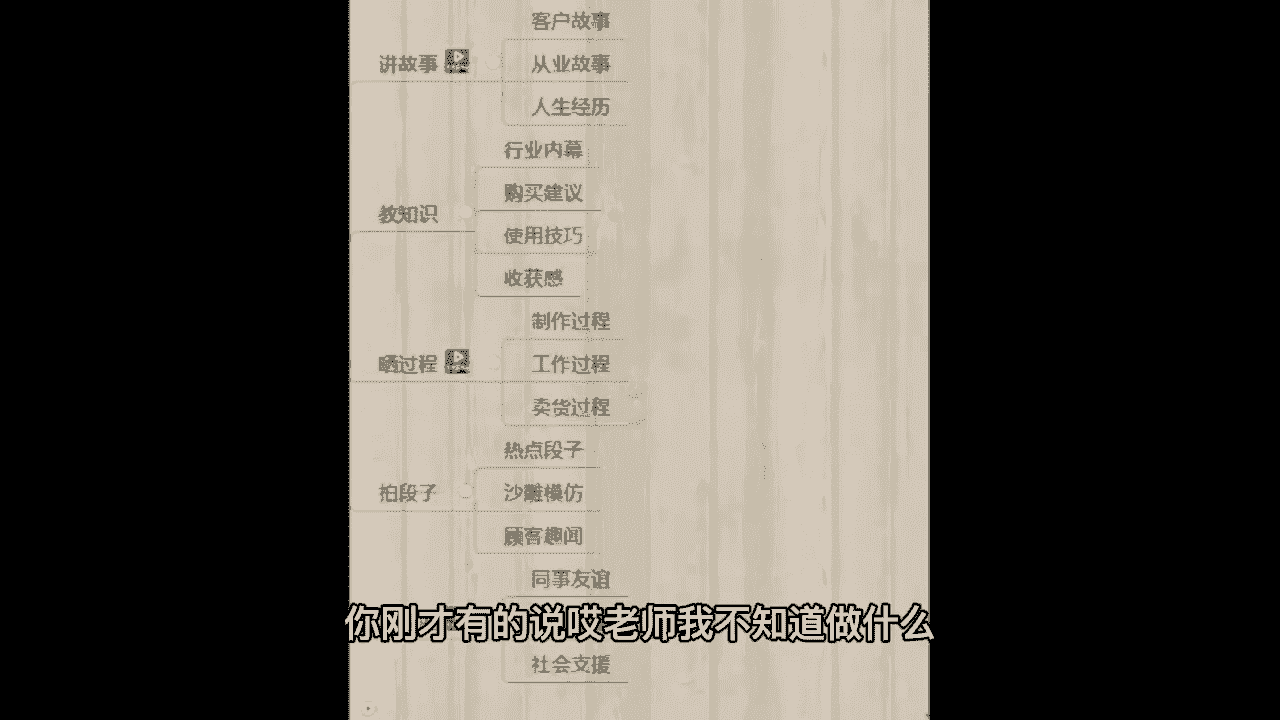 客户故事
讲故事
从业故事
人生经历
行业内幕
购买建议
教知识
使用技巧
收获感
制作过程
晒过程
工作过程
卖货过程
热点段子
拍段子
沙雕模仿
顾客趣闻
同事友谊
你刚才有的说哎老师我不知道做什么
社会支援